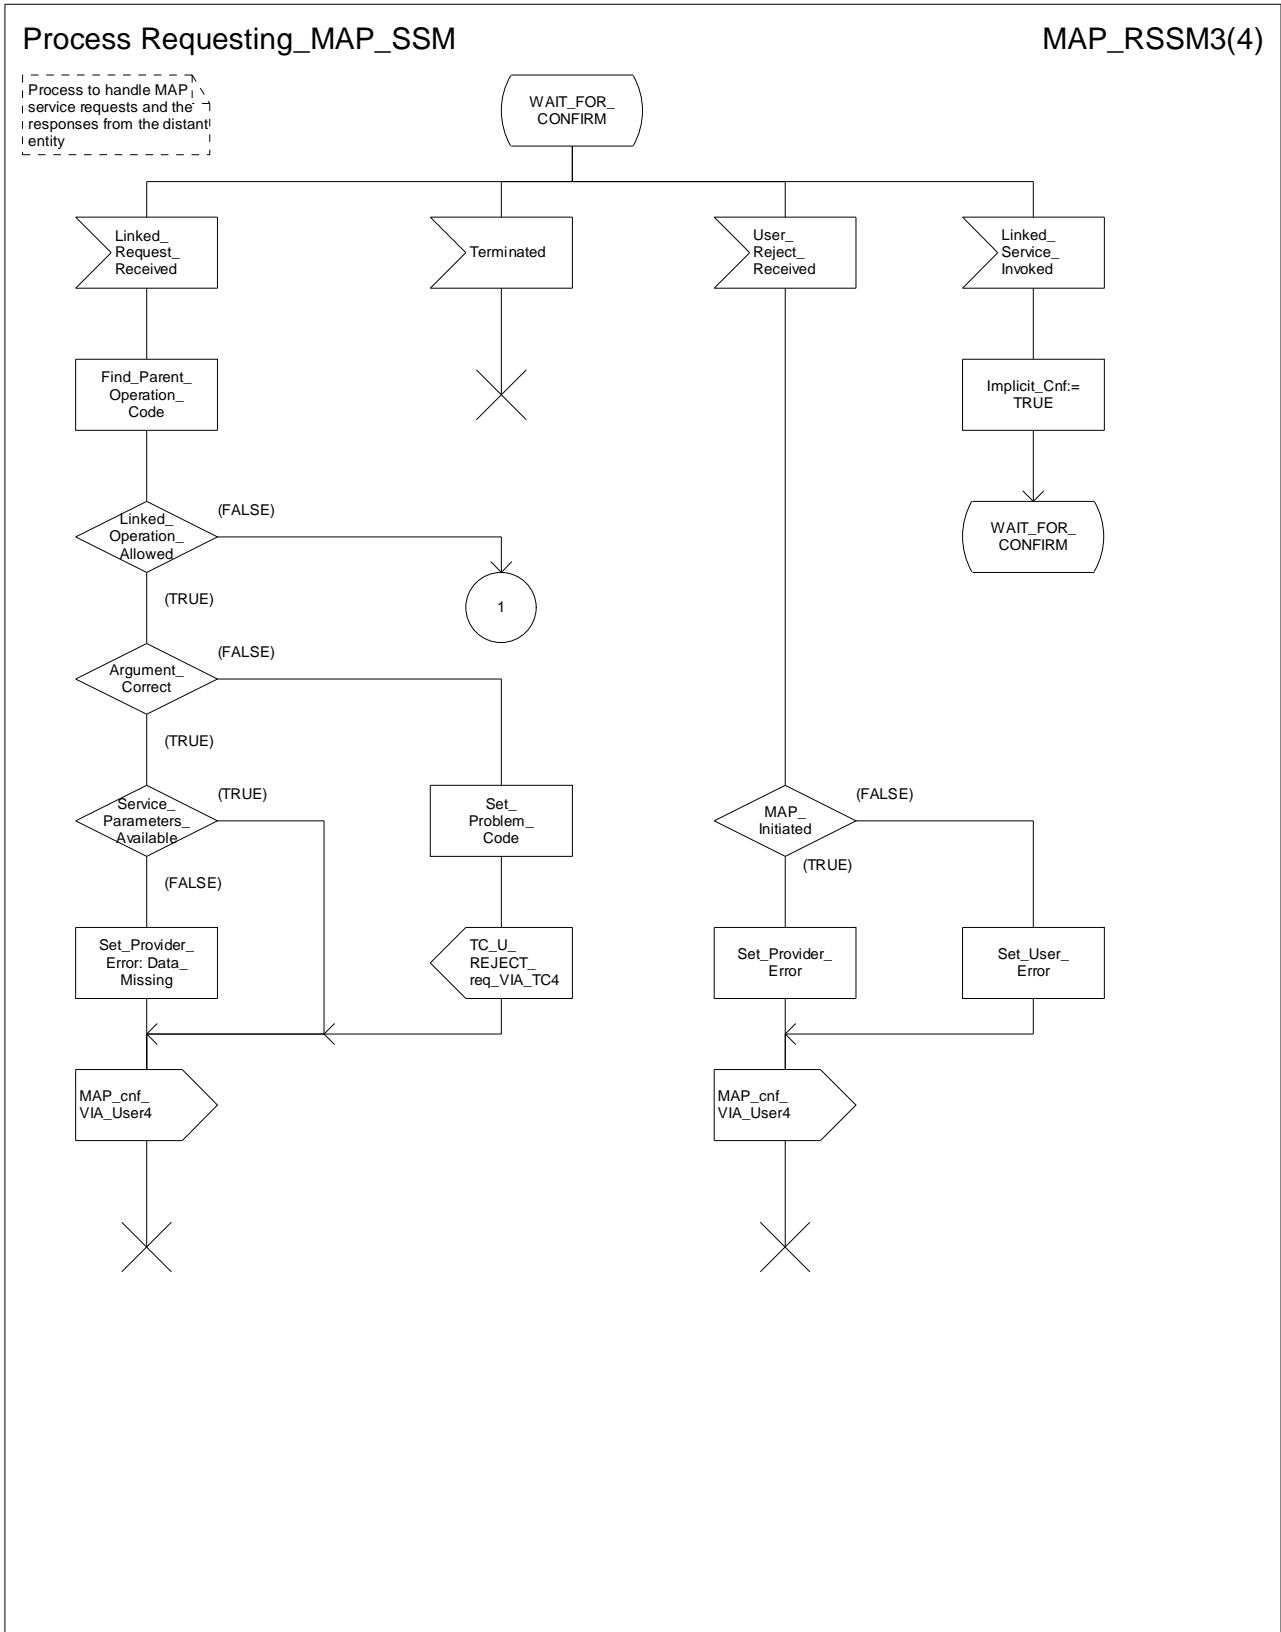 Process Requesting_MAP_SSM
MAP_RSSM3(4)
Process to handle MAP
service requests and the
responses from the distant
entity
WAIT_FOR_
CONFIRM
Linked_
Request_
Received
Terminated
User_
Reject_
Received
Linked_
Service_
Invoked
Find_Parent_
Operation_
Code
Implicit_Cnf:=
TRUE
Linked_
Operation_
Allowed
(FALSE)
WAIT_FOR_
CONFIRM
(TRUE)
1
Argument_
Correct
(FALSE)
(TRUE)
Service_
Parameters_
Available
(TRUE)
Set_
Problem_
Code
MAP_
Initiated
(FALSE)
(FALSE)
(TRUE)
Set_Provider_
Error: Data_
Missing
TC_U_
REJECT_
req_VIA_TC4
Set_Provider_
Error
Set_User_
Error
MAP_cnf_
VIA_User4
MAP_cnf_
VIA_User4